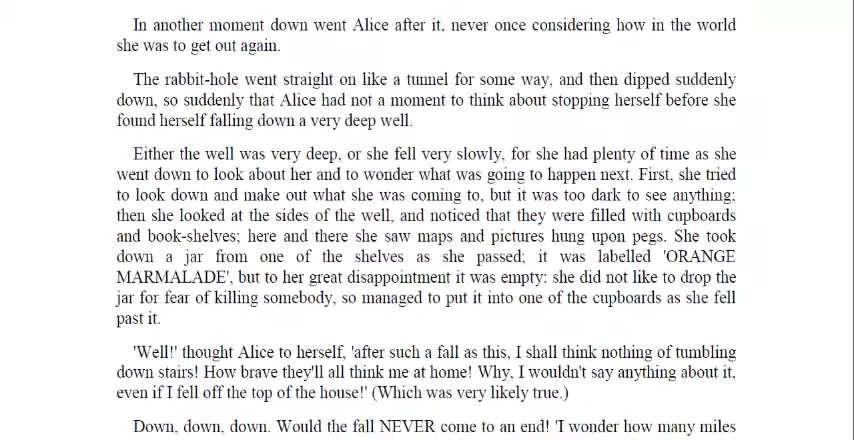 In another moment down went Alice after it, never once considering how in the world
she was to get out again.
The rabbit-hole went straight on like a tunnel for some way, and then dipped suddenly
down, so suddenly that Alice had not a moment to think about stopping herself before she
found herself falling down a very deep well.
Either the well was very deep, or she fell very slowly, for she had plenty of time as she
went down to look about her and to wonder what was going to happen next. First, she tried
to look down and make out what she was coming to, but it was too dark to see anything;
then she looked at the sides of the well, and noticed that they were filled with cupboards
and book-shelves; here and there she saw maps and pictures hung upon pegs. She took
down a jar from one of the shelves as she passed; it was labelled 'ORANGE
MARMALADE', but to her great disappointment it was empty: she did not like to drop the
jar for fear of killing somebody, so managed to put it into one of the cupboards as she fell
past it.
'Well!' thought Alice to herself, 'after such a fall as this, I shall think nothing of tumbling
down stairs! How brave they'll all think me at home! Why, I wouldn't say anything about it,
even if I fell off the top of the house!' (Which was very likely true.)
Down, down, down. Would the fall NEVER come to an end! 'I wonder how many miles